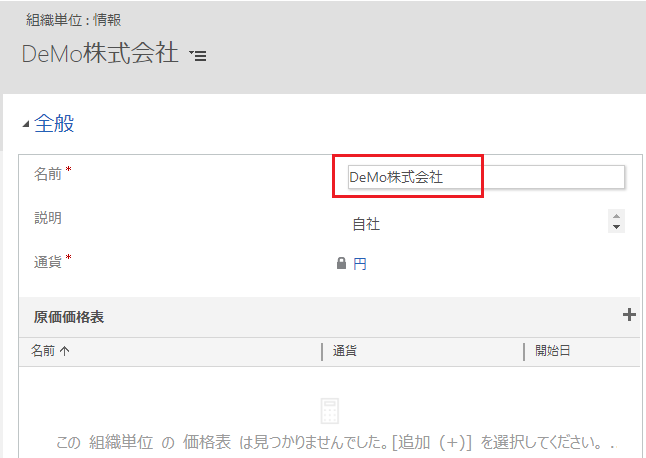 組織単位 : 情報
DeMo株式会社
全般
名前 *
DeMo株式会社
説明
自社
通貨 *
円
原価価格表
名前 ↑ 通貨 開始日
この 組織単位 の 価格表 は見つかりませんでした。[追加 (+)] を選択してください。 ..